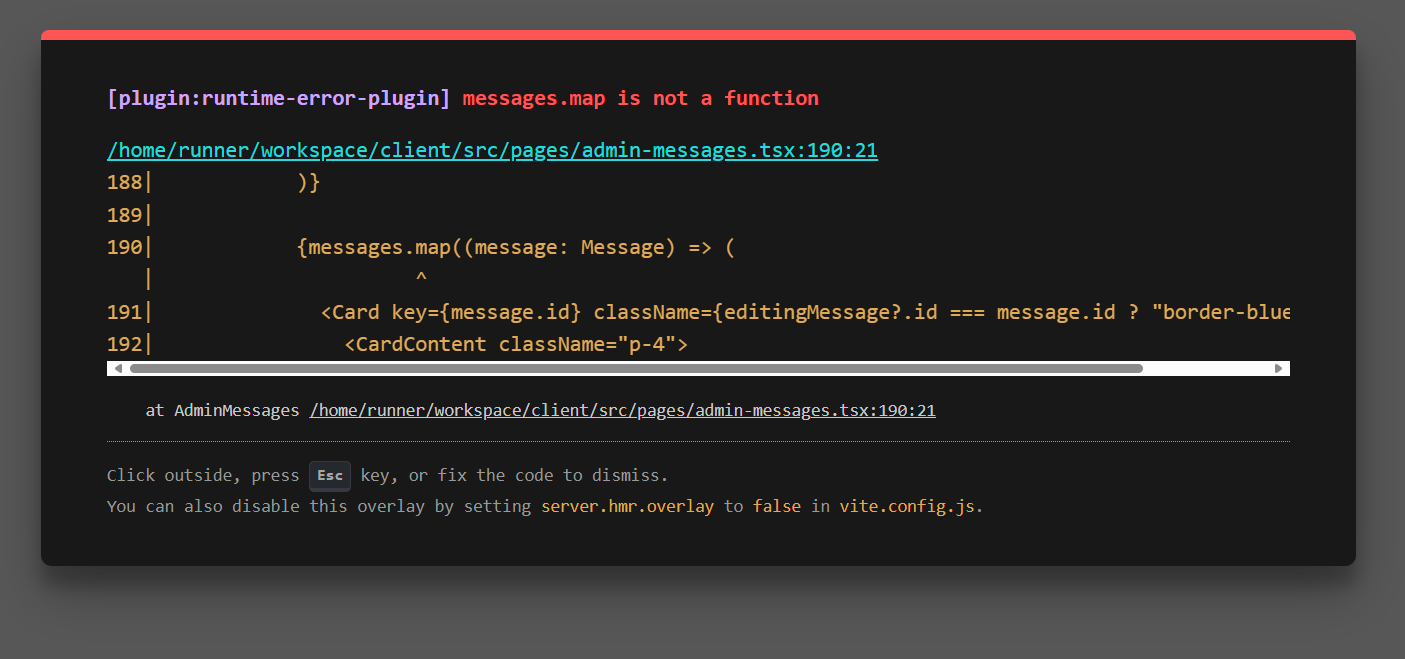 [plugin:runtime-error-plugin] messages.map is not a function
/home/runner/workspace/client/src/pages/admin-messages.tsx:190:21
188|            )}
189|
190|            {messages.map((message: Message) => (
   |                      ^
191|              <Card key={message.id} className={editingMessage?.id === message.id ? "border-blue
192|                <CardContent className="p-4">
at AdminMessages /home/runner/workspace/client/src/pages/admin-messages.tsx:190:21
Click outside, press Esc key, or fix the code to dismiss.
You can also disable this overlay by setting server.hmr.overlay to false in vite.config.js.